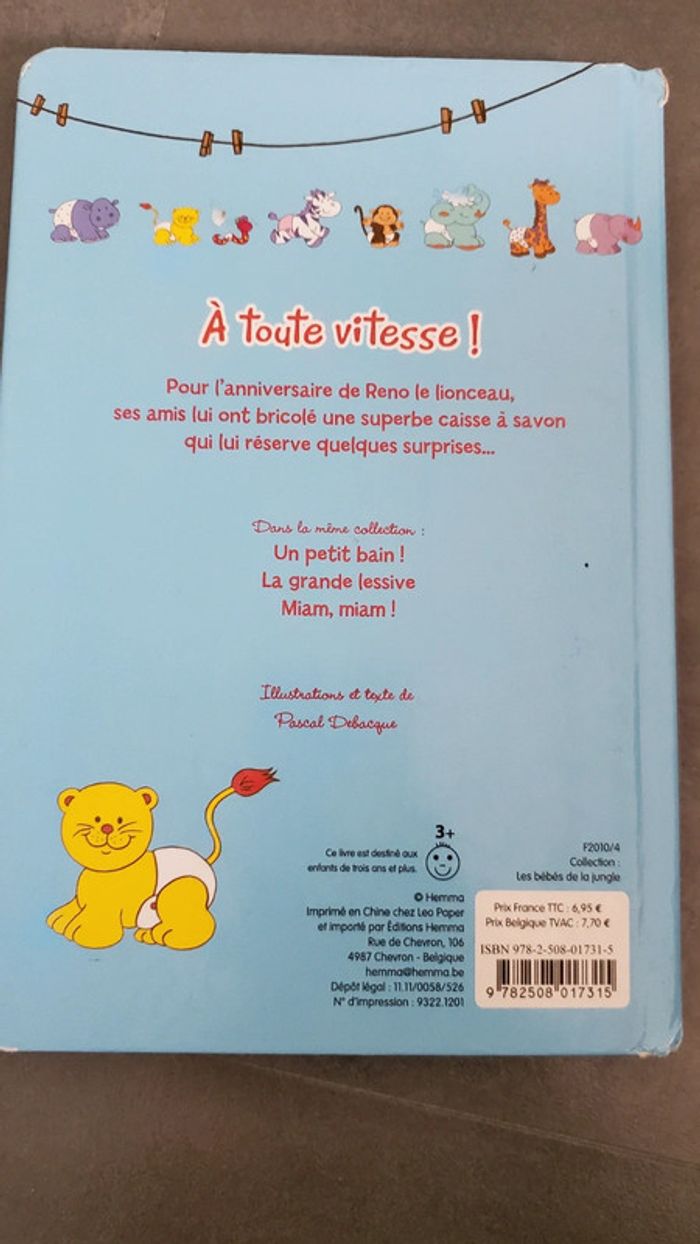 À toute vitesse !
Pour l'anniversaire de Reno le lionceau,
ses amis lui ont bricolé une superbe caisse à savon
qui lui réserve quelques surprises...
Dans la même collection :
Un petit bain !
La grande lessive
Miam, miam !
Illustrations et texte de
Pascal Debacque
3+
Ce livre est destiné aux
enfants de trois ans et plus.
F2010/4
Collection :
Les bébés de la jungle
© Hemma
Imprimé en Chine chez Leo Paper
et importé par Éditions Hemma
Rue de Chevron, 106
4987 Chevron - Belgique
hemma@hemma.be
Dépôt légal : 11.11/0058/526
N° d'impression : 9322.1201
Prix France TTC : 6,95 €
Prix Belgique TVAC : 7,70 €
ISBN 978-2-508-01731-5
9 782508 017315